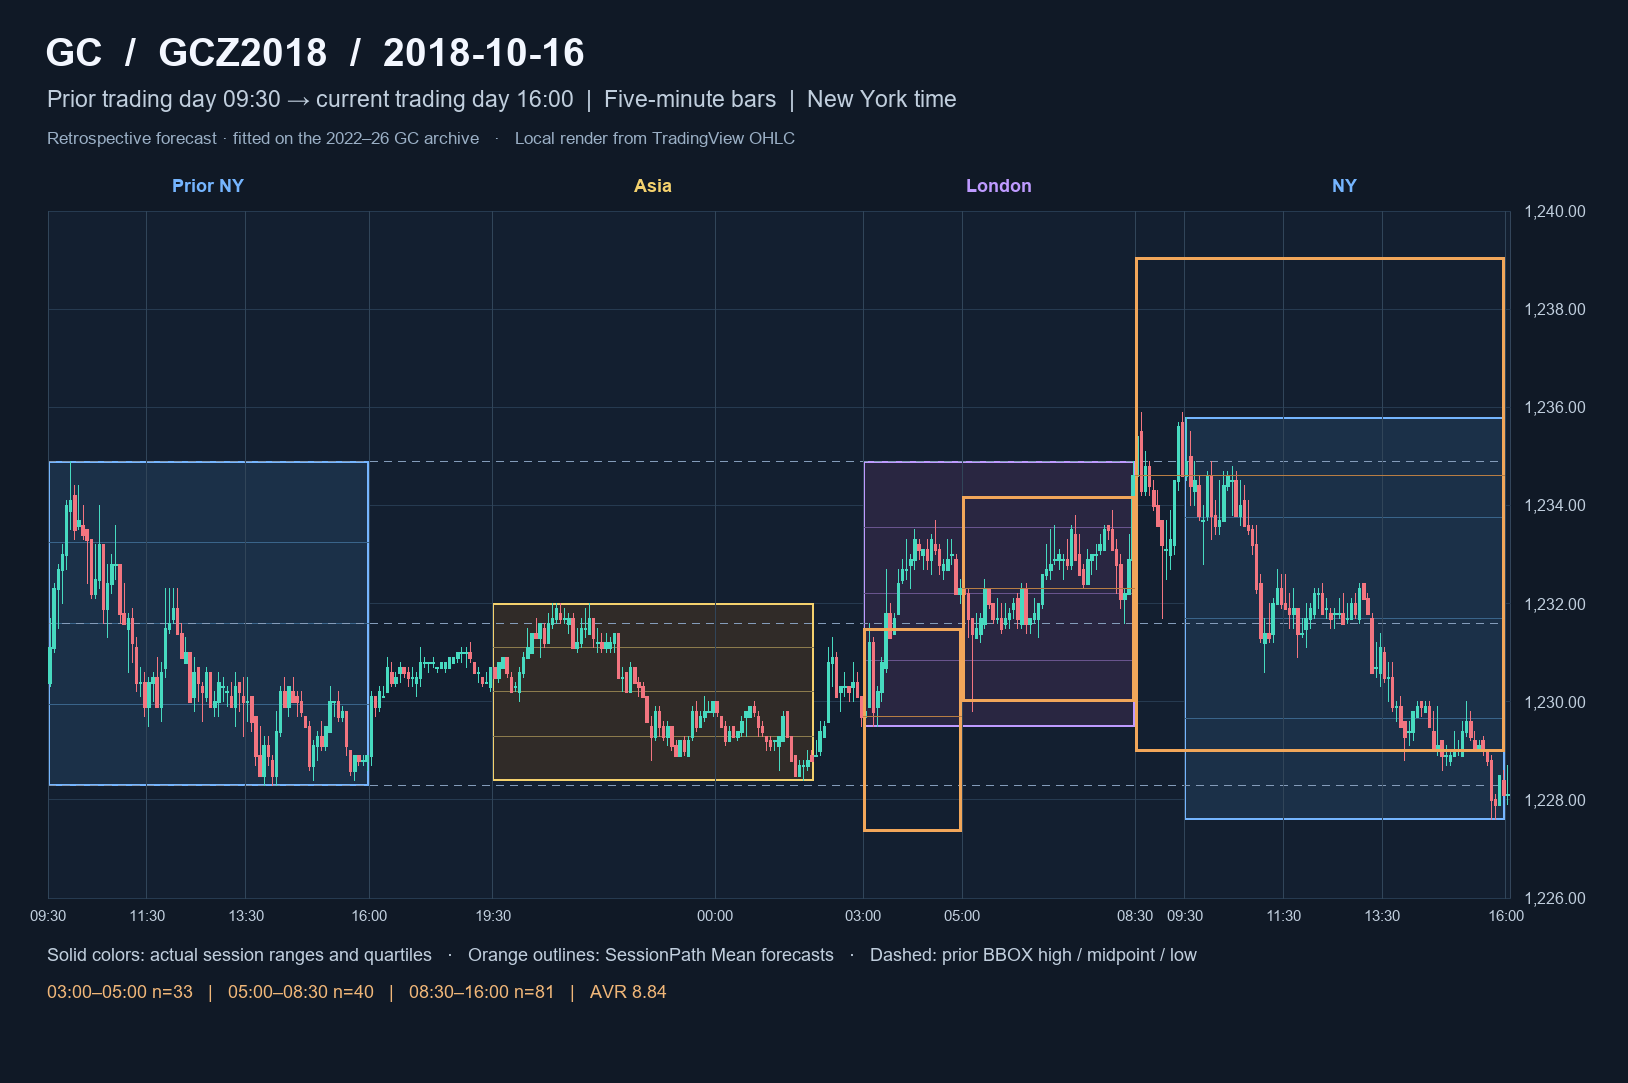 GC / GCZ2018 / 2018-10-16
Prior trading day 09:30 → current trading day 16:00 | Five-minute bars | New York time
Retrospective forecast · fitted on the 2022–26 GC archive · Local render from TradingView OHLC
Prior NY Asia London NY
1,240.00
1,238.00
1,236.00
1,234.00
1,232.00
1,230.00
1,228.00
1,226.00
09:30 11:30 13:30 16:00 19:30 00:00 03:00 05:00 08:30 09:30 11:30 13:30 16:00
Solid colors: actual session ranges and quartiles · Orange outlines: SessionPath Mean forecasts · Dashed: prior BBOX high / midpoint / low
03:00–05:00 n=33 | 05:00–08:30 n=40 | 08:30–16:00 n=81 | AVR 8.84